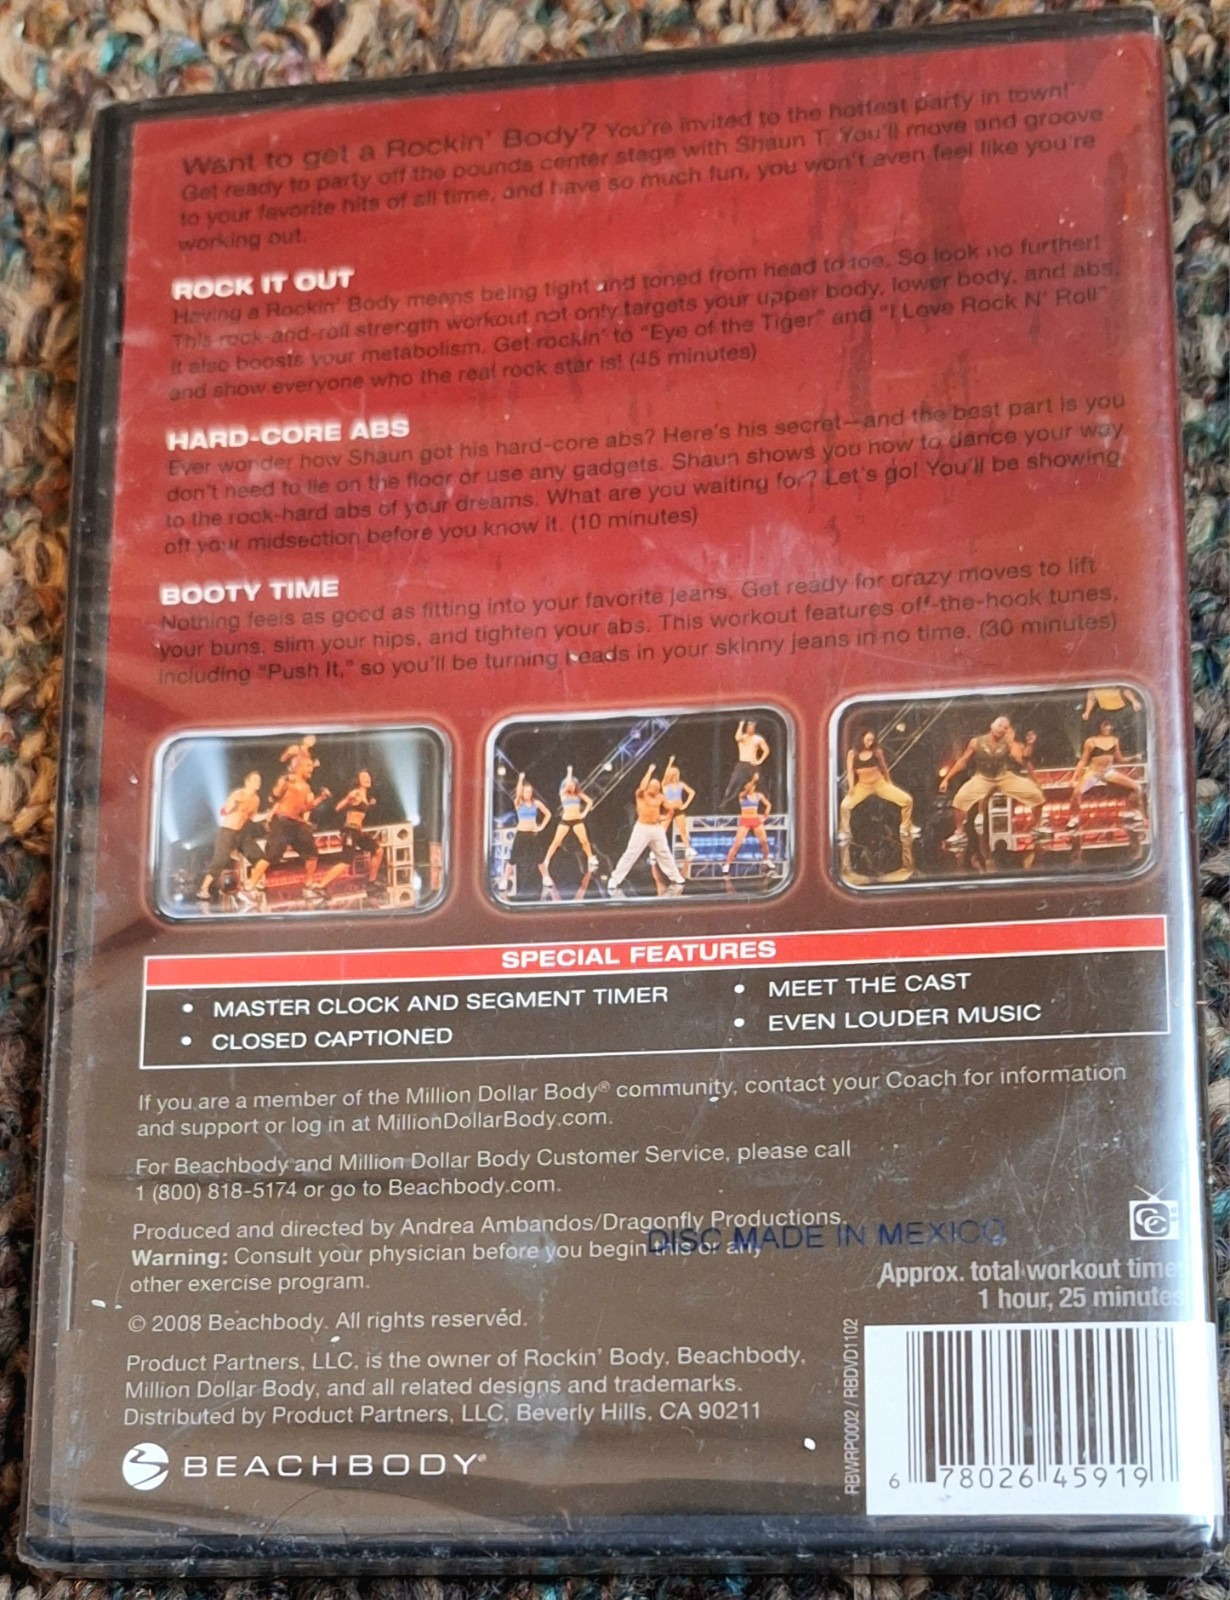 Want to get a Rockin' Body? You're invited to the hottest party in town!
Get ready to party off the pounds center stage with Shaun T. You'll move and groove
to your favorite hits of all time, and have so much fun, you won't even feel like you're
working out.
ROCK IT OUT
Having a Rockin' Body means being tight and toned from head to toe. So look no further!
This rock-and-roll strength workout not only targets your upper body, lower body, and abs,
it also boosts your metabolism. Get rockin' to "Eye of the Tiger" and "I Love Rock N' Roll"
and show everyone who the real rock star is! (45 minutes)
HARD-CORE ABS
Ever wonder how Shaun got his hard-core abs? Here's his secret—and the best part is you
don't need to lie on the floor or use any gadgets. Shaun shows you how to dance your way
to the rock-hard abs of your dreams. What are you waiting for? Let's go! You'll be showing
off your midsection before you know it. (10 minutes)
BOOTY TIME
Nothing feels as good as fitting into your favorite jeans. Get ready for crazy moves to lift
your buns, slim your hips, and tighten your abs. This workout features off-the-hook tunes,
including "Push It," so you'll be turning heads in your skinny jeans in no time. (30 minutes)
SPECIAL FEATURES
• MASTER CLOCK AND SEGMENT TIMER
• CLOSED CAPTIONED
• MEET THE CAST
• EVEN LOUDER MUSIC
If you are a member of the Million Dollar Body® community, contact your Coach for information
and support or log in at MillionDollarBody.com.
For Beachbody and Million Dollar Body Customer Service, please call
1 (800) 818-5174 or go to Beachbody.com.
Produced and directed by Andrea Ambandos/Dragonfly Productions.
Warning: Consult your physician before you begin this or any
other exercise program.
DISC MADE IN MEXICO
CC
Approx. total workout time
1 hour, 25 minutes
© 2008 Beachbody. All rights reserved.
Product Partners, LLC, is the owner of Rockin' Body, Beachbody,
Million Dollar Body, and all related designs and trademarks.
Distributed by Product Partners, LLC, Beverly Hills, CA 90211
BEACHBODY®
RBWRP0002 / RBDVD1102
6 78026 45919